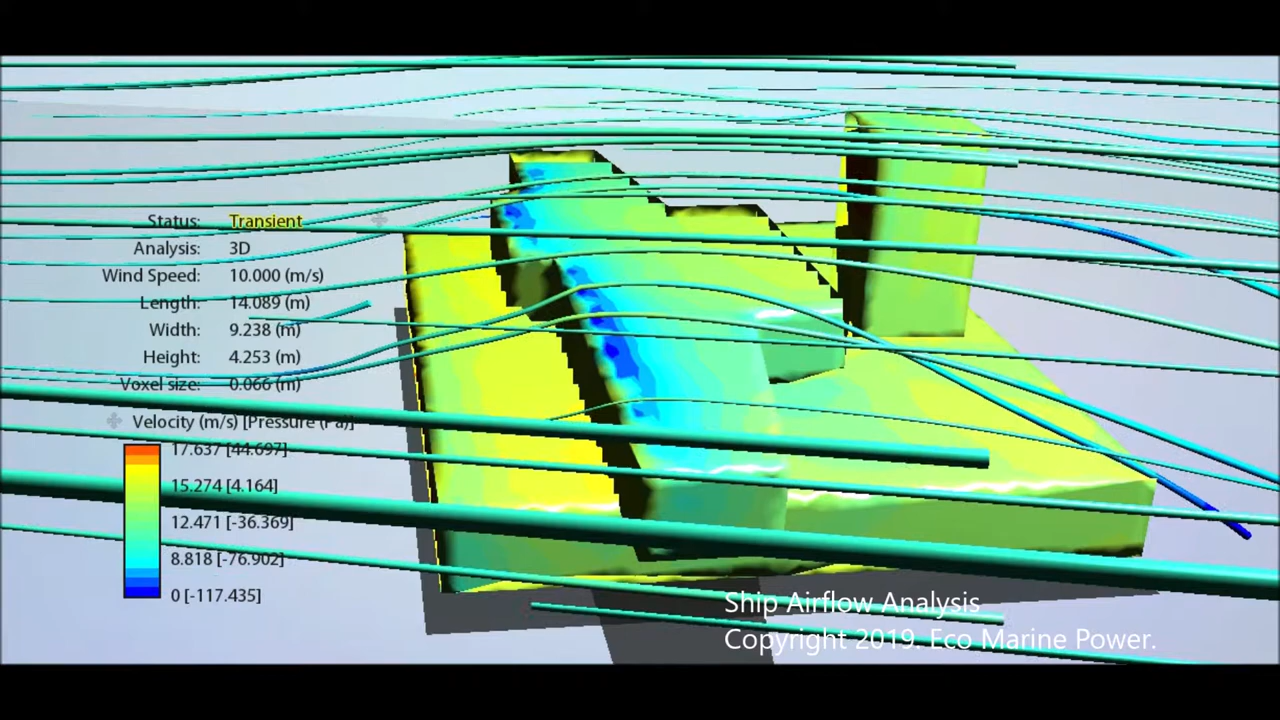 Status: Transient
Analysis: 3D
Wind Speed: 10.000 (m/s)
Length: 14.089 (m)
Width: 9.238 (m)
Height: 4.253 (m)
Voxel size: 0.066 (m)
Velocity (m/s) [Pressure (Pa)]
17.637 [44.697]
15.274 [4.164]
12.471 [-36.369]
8.818 [-76.902]
0 [-117.435]
Ship Airflow Analysis
Copyright 2019. Eco Marine Power.